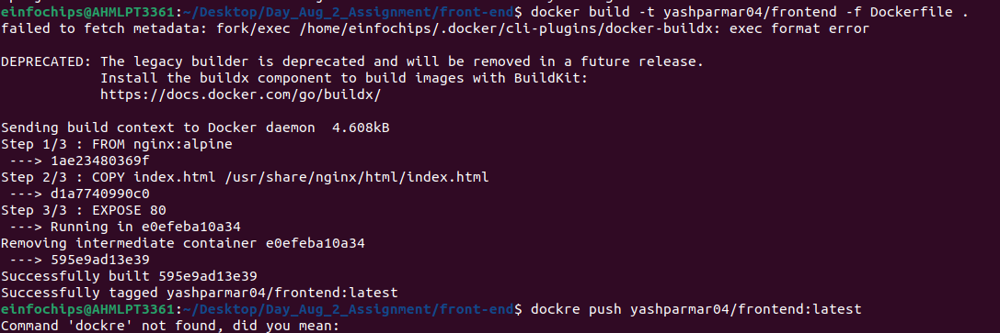 einfochips@AHMLPT3361:~/Desktop/Day_Aug_2_Assignment/front-end$ docker build -t yashparmar04/frontend -f Dockerfile .
failed to fetch metadata: fork/exec /home/einfochips/.docker/cli-plugins/docker-buildx: exec format error
DEPRECATED: The legacy builder is deprecated and will be removed in a future release.
Install the buildx component to build images with BuildKit:
https://docs.docker.com/go/buildx/
Sending build context to Docker daemon  4.608kB
Step 1/3 : FROM nginx:alpine
---> 1ae23480369f
Step 2/3 : COPY index.html /usr/share/nginx/html/index.html
---> d1a7740990c0
Step 3/3 : EXPOSE 80
---> Running in e0efeba10a34
Removing intermediate container e0efeba10a34
---> 595e9ad13e39
Successfully built 595e9ad13e39
Successfully tagged yashparmar04/frontend:latest
einfochips@AHMLPT3361:~/Desktop/Day_Aug_2_Assignment/front-end$ dockre push yashparmar04/frontend:latest
Command 'dockre' not found, did you mean: